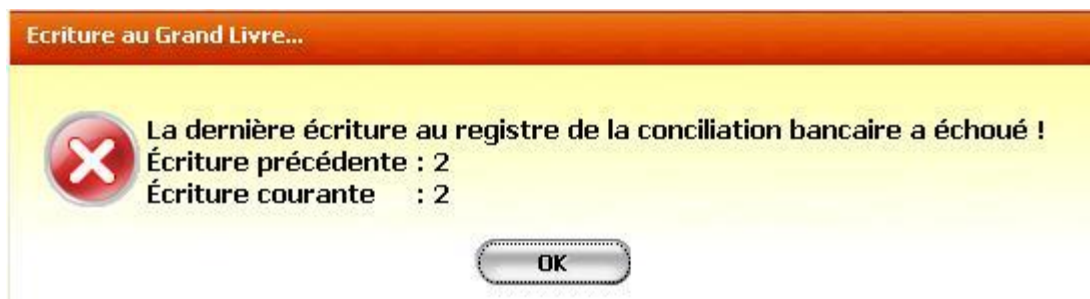 Ecriture au Grand Livre...
La dernière écriture au registre de la conciliation bancaire a échoué !
Écriture précédente : 2
Écriture courante : 2
OK